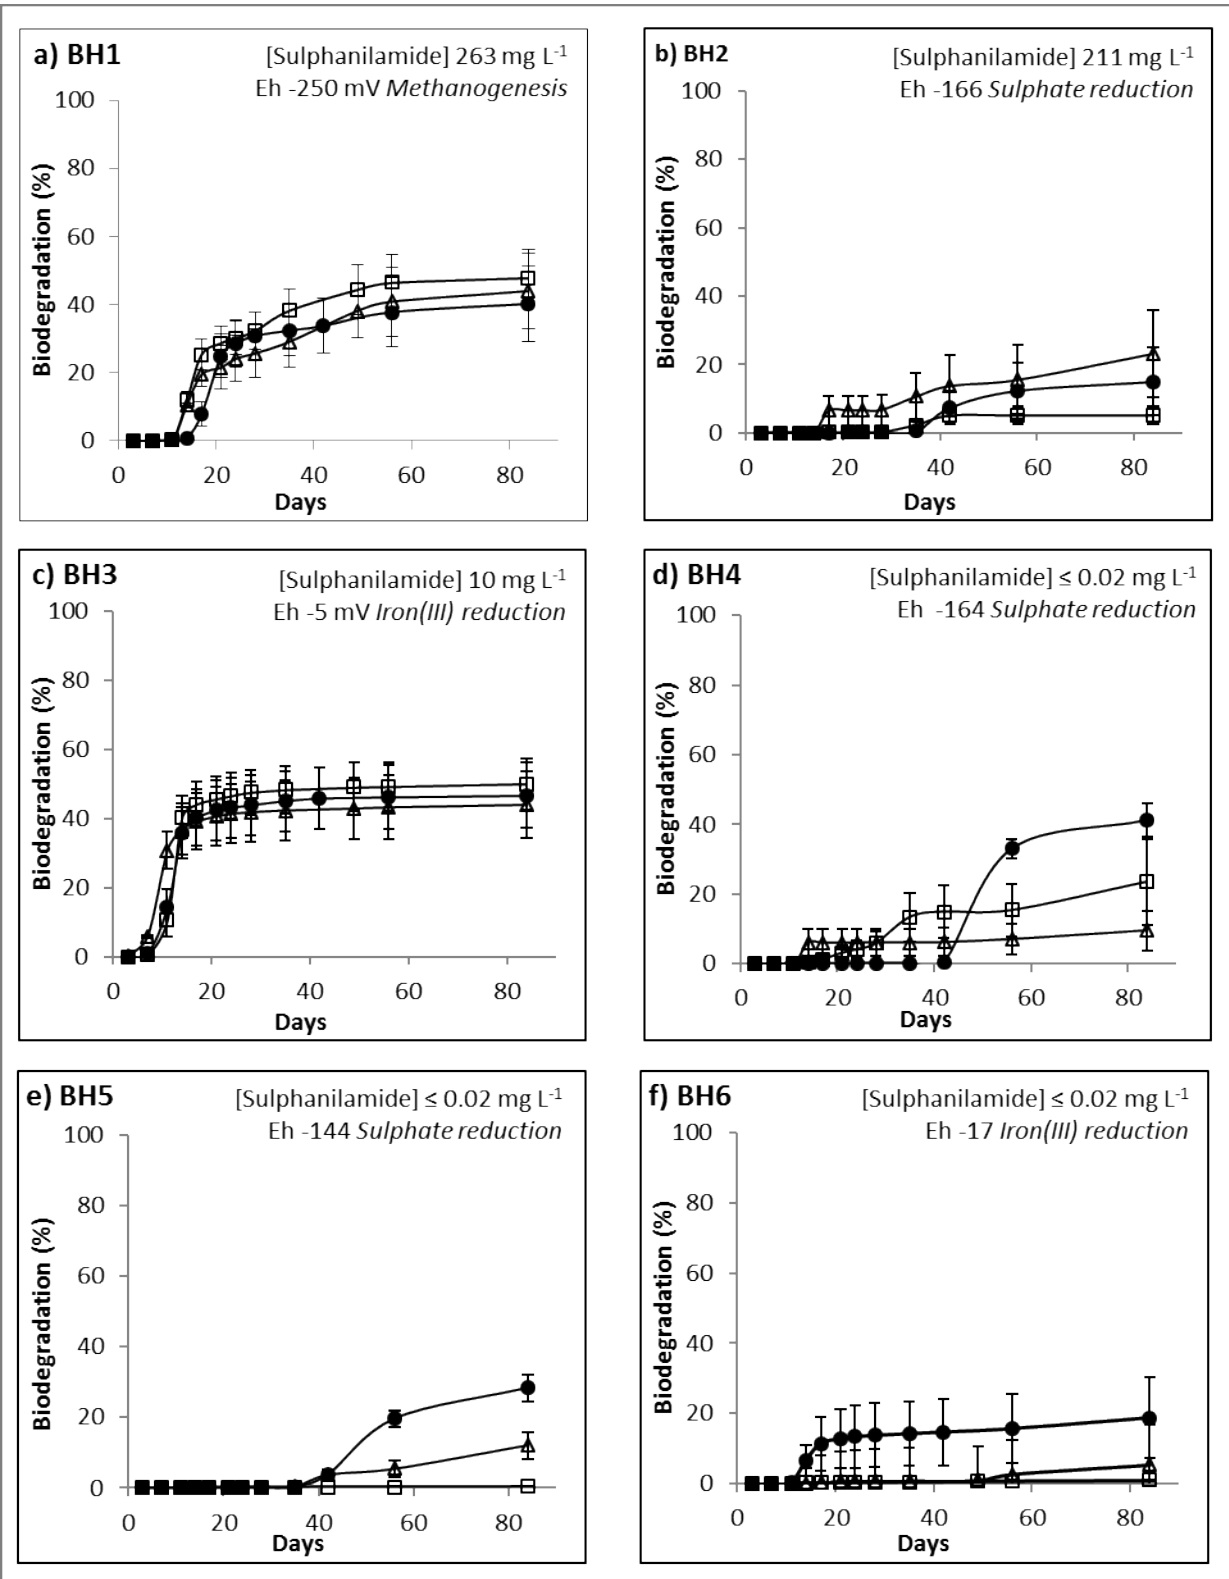 a) BH1
[Sulphanilamide] 263 mg L-1
Eh -250 mV Methanogenesis
100
80
60
40
20
0
Biodegradation (%)
0 20 40 60 80
Days
b) BH2
[Sulphanilamide] 211 mg L-1
Eh -166 Sulphate reduction
100
80
60
40
20
0
Biodegradation (%)
0 20 40 60 80
Days
c) BH3
[Sulphanilamide] 10 mg L-1
Eh -5 mV Iron(III) reduction
100
80
60
40
20
0
Biodegradation (%)
0 20 40 60 80
Days
d) BH4
[Sulphanilamide] ≤ 0.02 mg L-1
Eh -164 Sulphate reduction
100
80
60
40
20
0
Biodegradation (%)
0 20 40 60 80
Days
e) BH5
[Sulphanilamide] ≤ 0.02 mg L-1
Eh -144 Sulphate reduction
100
80
60
40
20
0
Biodegradation (%)
0 20 40 60 80
Days
f) BH6
[Sulphanilamide] ≤ 0.02 mg L-1
Eh -17 Iron(III) reduction
100
80
60
40
20
0
Biodegradation (%)
0 20 40 60 80
Days